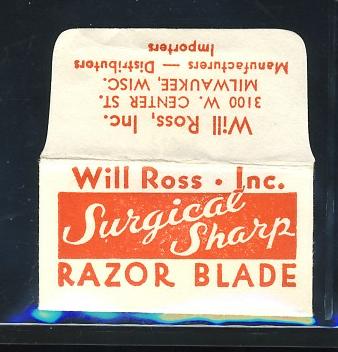 Will Ross, Inc.
3100 W. CENTER ST.
MILWAUKEE, WISC.
Manufacturers — Distributors
Importers
Will Ross • Inc.
Surgical
Sharp
RAZOR BLADE